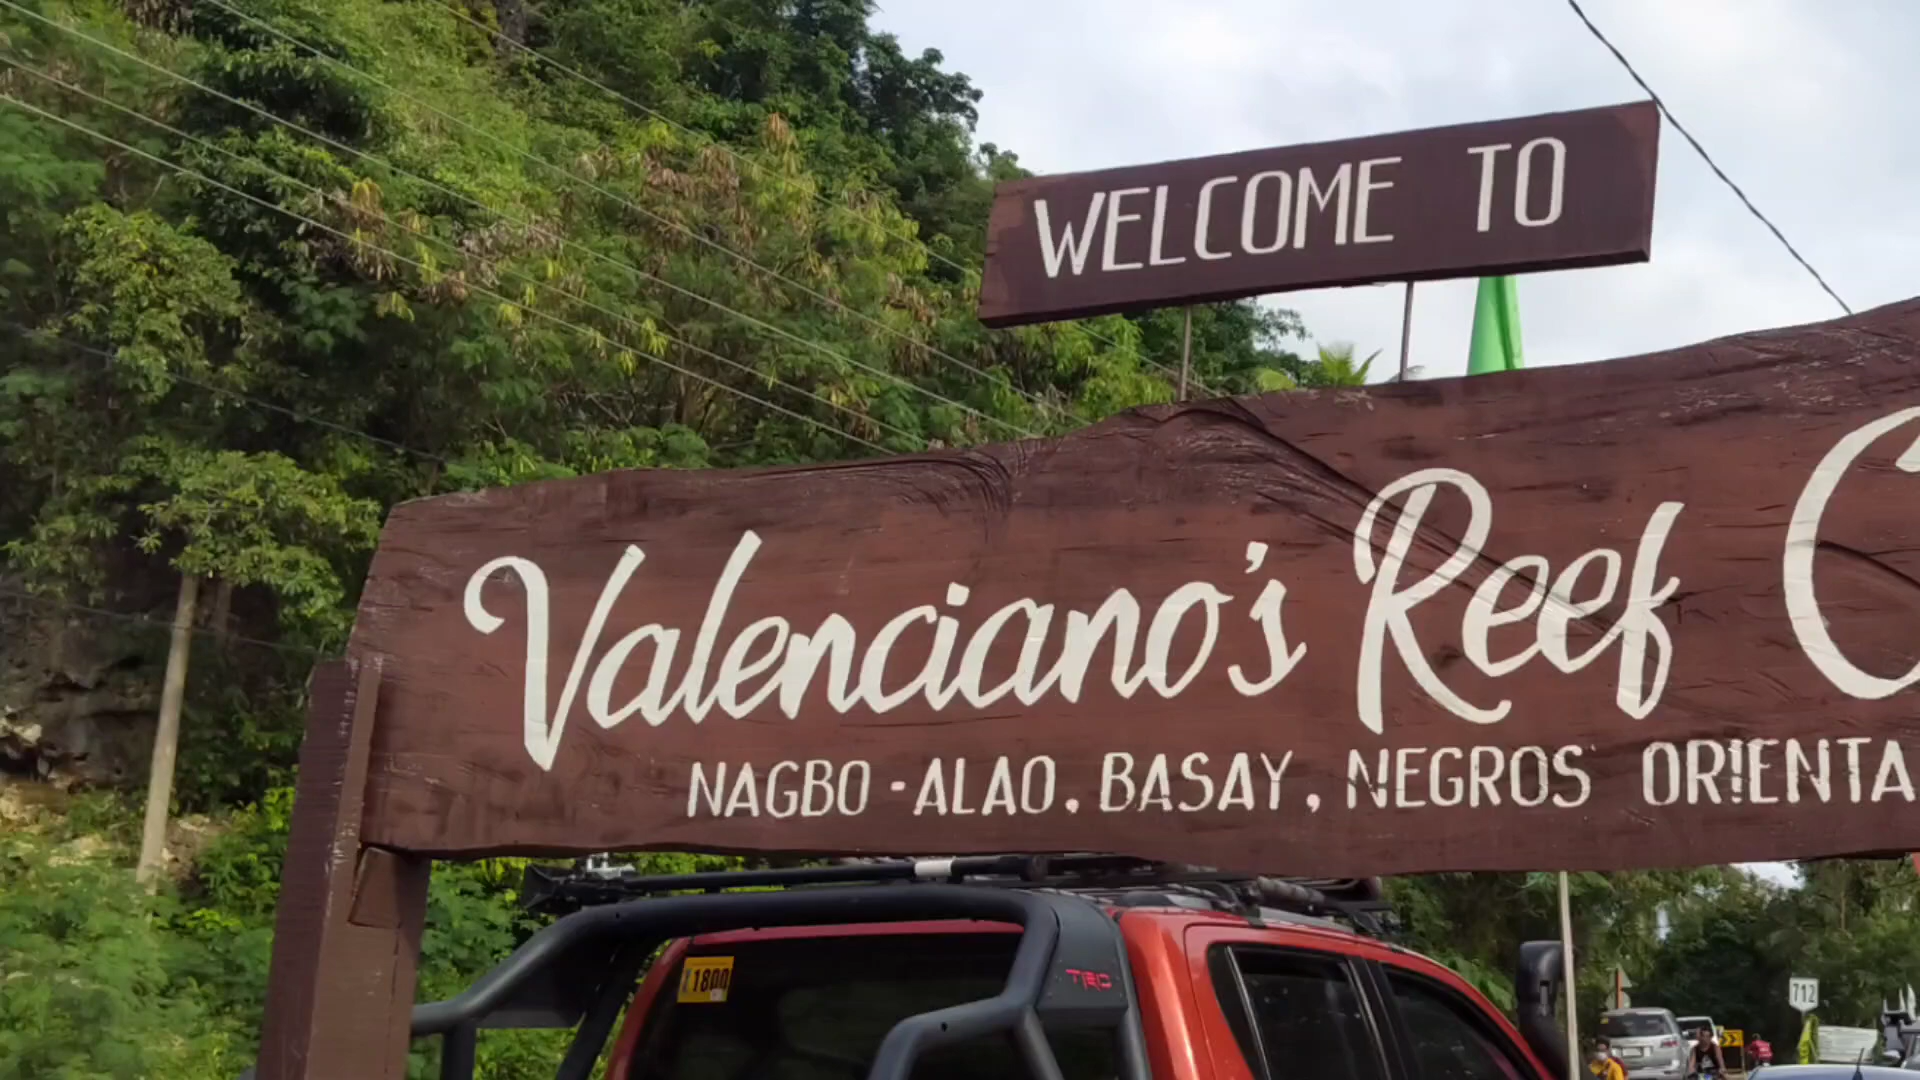 WELCOME TO
Valenciano's Reef C
NAGBO-ALAO, BASAY, NEGROS ORIENTA
1800
TRD
712